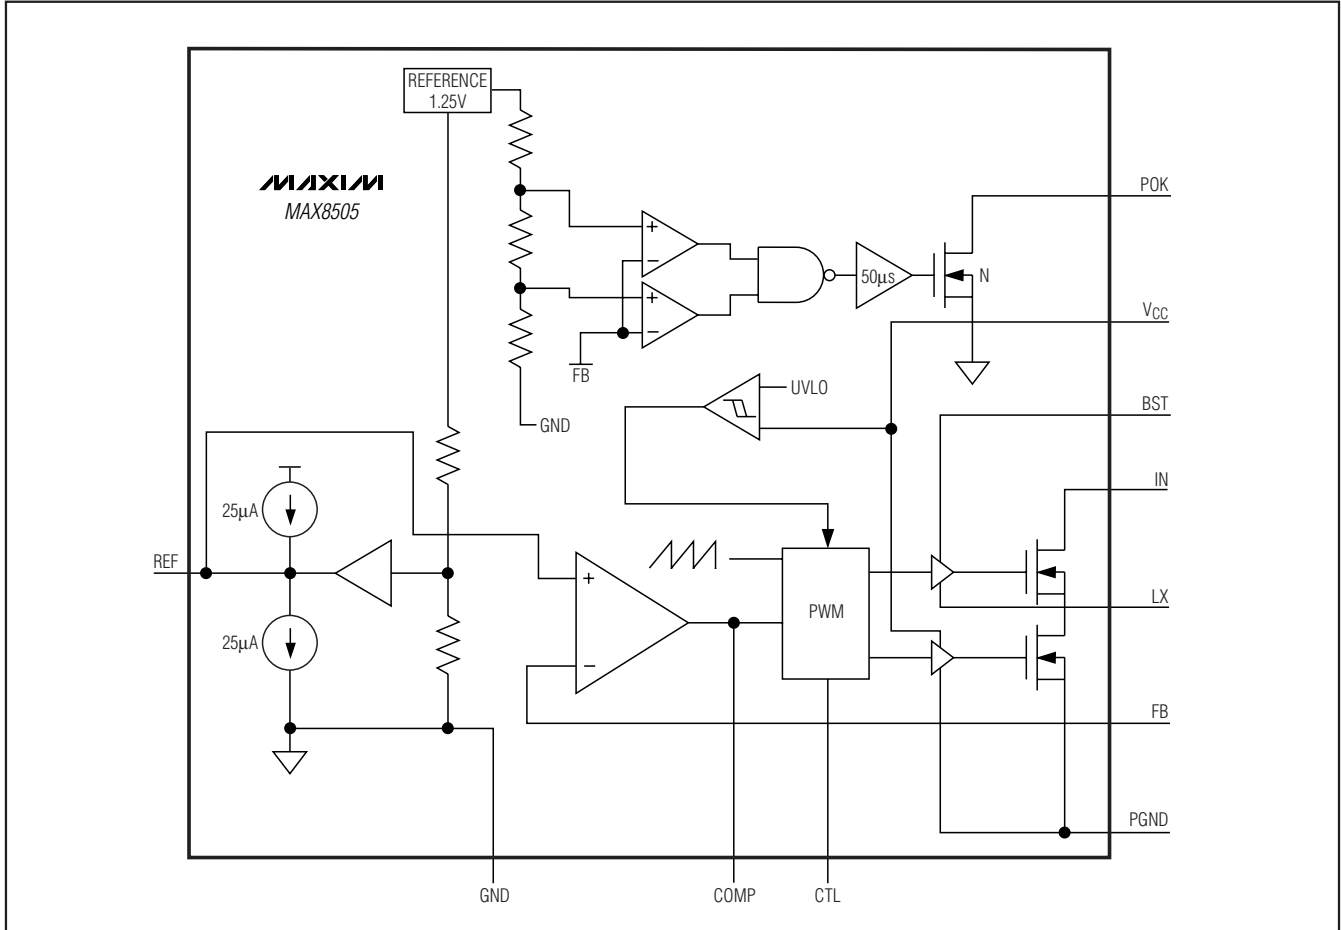 REFERENCE
1.25V
MAXIM
MAX8505
POK
+
−
50µs
N
+
−
VCC
FB
UVLO
BST
GND
IN
25µA
REF
+
PWM
LX
25µA
−
FB
PGND
GND
COMP
CTL